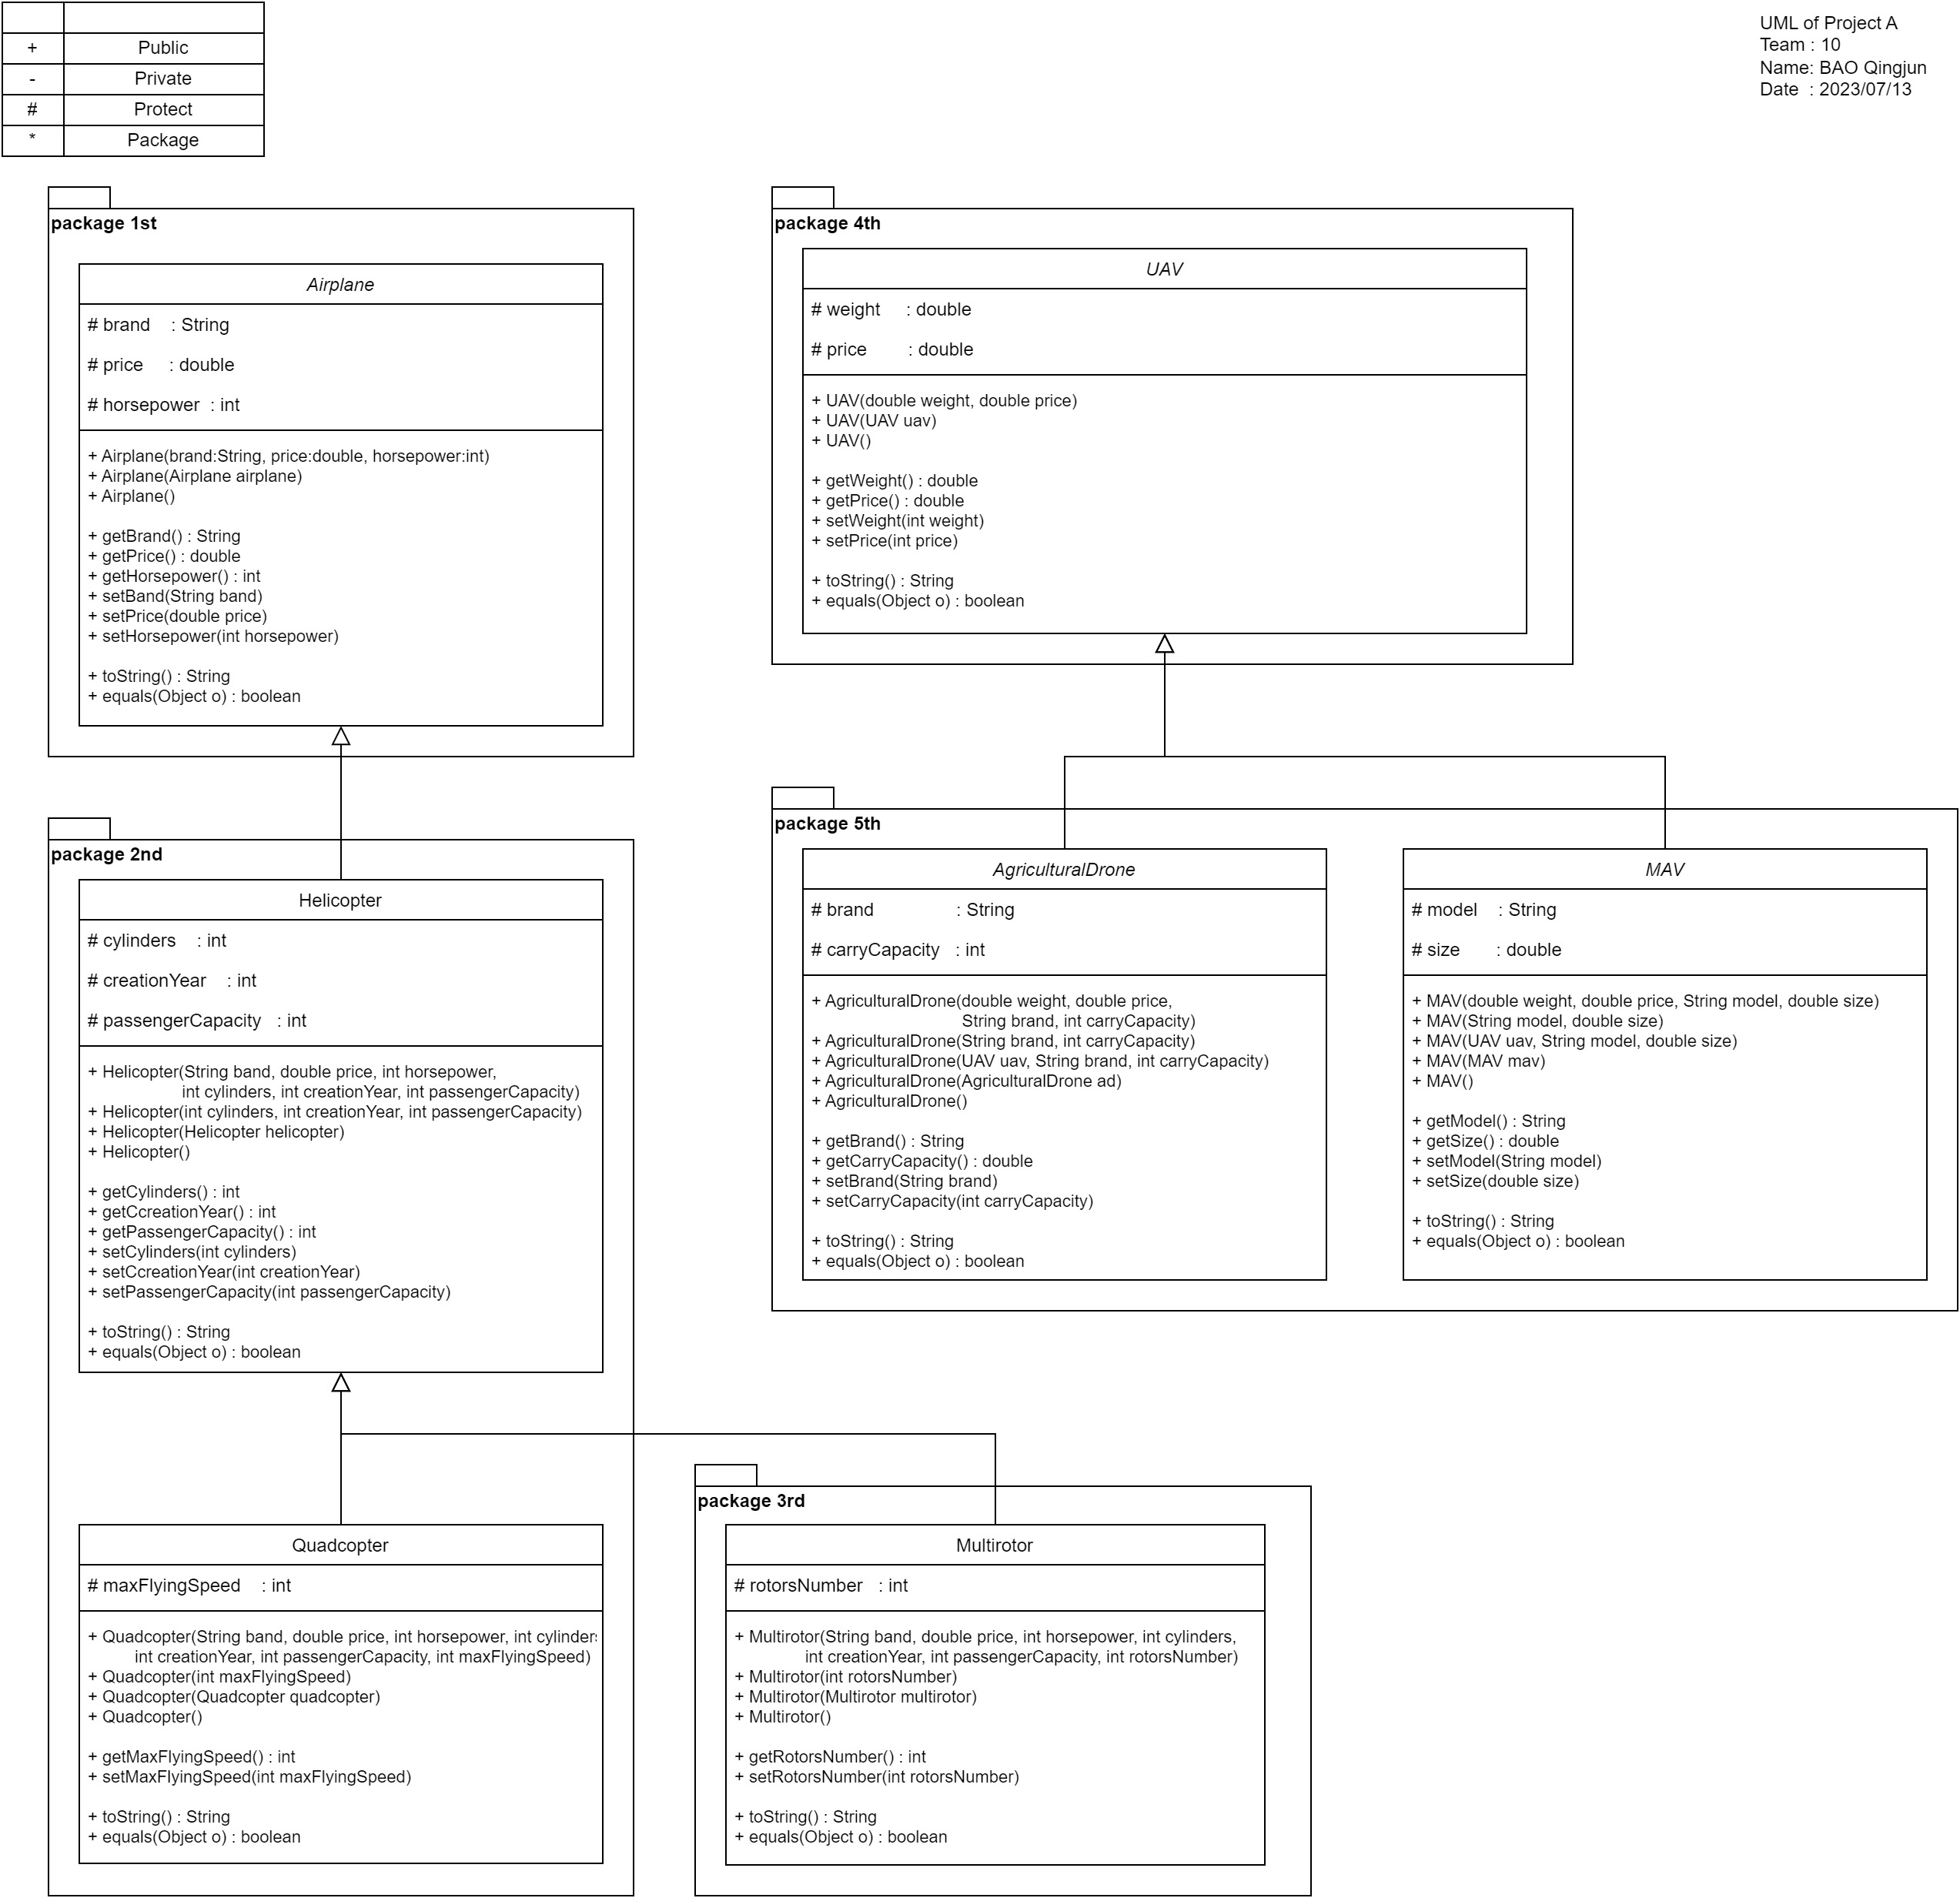 + Public
- Private
# Protect
* Package
UML of Project A
Team : 10
Name: BAO Qingjun
Date : 2023/07/13
package 1st
Airplane
# brand : String
# price : double
# horsepower : int
+ Airplane(brand:String, price:double, horsepower:int)
+ Airplane(Airplane airplane)
+ Airplane()
+ getBrand() : String
+ getPrice() : double
+ getHorsepower() : int
+ setBand(String band)
+ setPrice(double price)
+ setHorsepower(int horsepower)
+ toString() : String
+ equals(Object o) : boolean
package 4th
UAV
# weight : double
# price : double
+ UAV(double weight, double price)
+ UAV(UAV uav)
+ UAV()
+ getWeight() : double
+ getPrice() : double
+ setWeight(int weight)
+ setPrice(int price)
+ toString() : String
+ equals(Object o) : boolean
package 2nd
Helicopter
# cylinders : int
# creationYear : int
# passengerCapacity : int
+ Helicopter(String band, double price, int horsepower,
int cylinders, int creationYear, int passengerCapacity)
+ Helicopter(int cylinders, int creationYear, int passengerCapacity)
+ Helicopter(Helicopter helicopter)
+ Helicopter()
+ getCylinders() : int
+ getCcreationYear() : int
+ getPassengerCapacity() : int
+ setCylinders(int cylinders)
+ setCcreationYear(int creationYear)
+ setPassengerCapacity(int passengerCapacity)
+ toString() : String
+ equals(Object o) : boolean
package 5th
AgriculturalDrone
# brand : String
# carryCapacity : int
+ AgriculturalDrone(double weight, double price,
String brand, int carryCapacity)
+ AgriculturalDrone(String brand, int carryCapacity)
+ AgriculturalDrone(UAV uav, String brand, int carryCapacity)
+ AgriculturalDrone(AgriculturalDrone ad)
+ AgriculturalDrone()
+ getBrand() : String
+ getCarryCapacity() : double
+ setBrand(String brand)
+ setCarryCapacity(int carryCapacity)
+ toString() : String
+ equals(Object o) : boolean
MAV
# model : String
# size : double
+ MAV(double weight, double price, String model, double size)
+ MAV(String model, double size)
+ MAV(UAV uav, String model, double size)
+ MAV(MAV mav)
+ MAV()
+ getModel() : String
+ getSize() : double
+ setModel(String model)
+ setSize(double size)
+ toString() : String
+ equals(Object o) : boolean
Quadcopter
# maxFlyingSpeed : int
+ Quadcopter(String band, double price, int horsepower, int cylinders
int creationYear, int passengerCapacity, int maxFlyingSpeed)
+ Quadcopter(int maxFlyingSpeed)
+ Quadcopter(Quadcopter quadcopter)
+ Quadcopter()
+ getMaxFlyingSpeed() : int
+ setMaxFlyingSpeed(int maxFlyingSpeed)
+ toString() : String
+ equals(Object o) : boolean
package 3rd
Multirotor
# rotorsNumber : int
+ Multirotor(String band, double price, int horsepower, int cylinders,
int creationYear, int passengerCapacity, int rotorsNumber)
+ Multirotor(int rotorsNumber)
+ Multirotor(Multirotor multirotor)
+ Multirotor()
+ getRotorsNumber() : int
+ setRotorsNumber(int rotorsNumber)
+ toString() : String
+ equals(Object o) : boolean